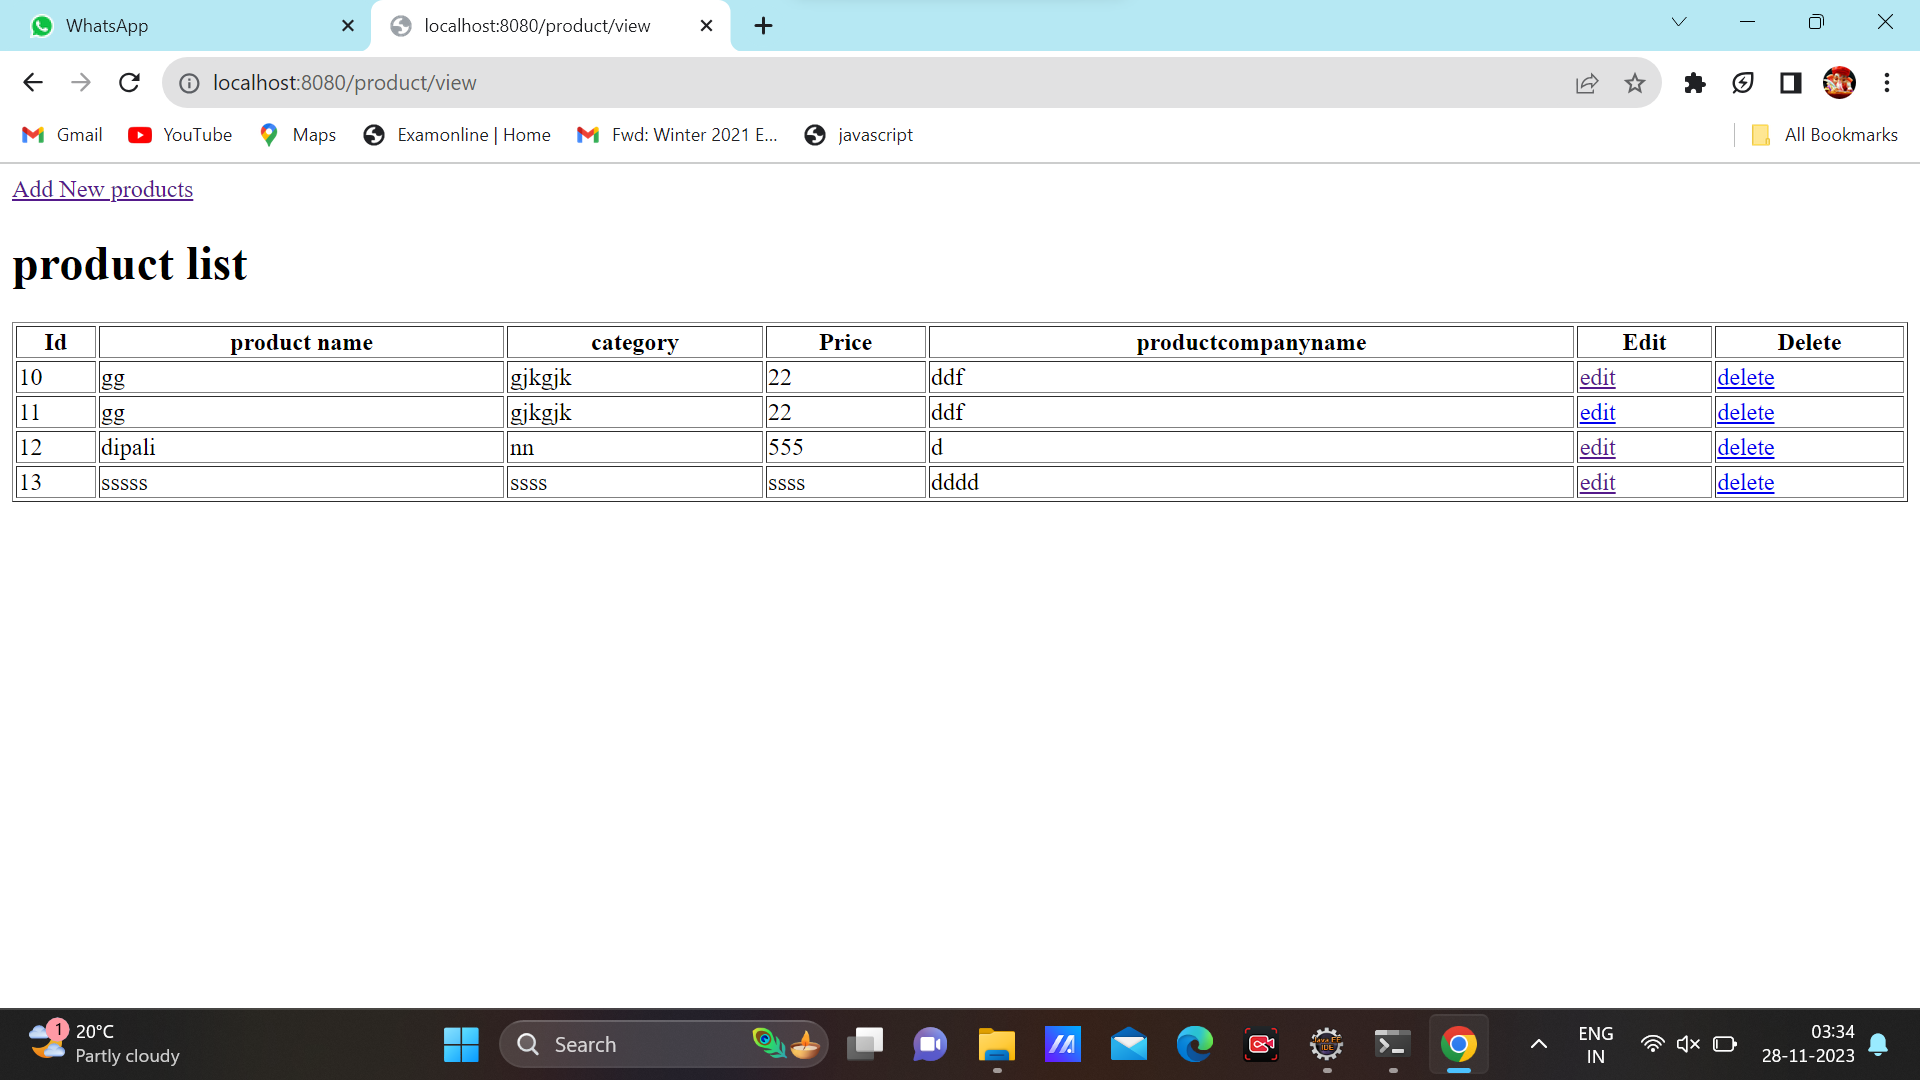 WhatsApp
localhost:8080/product/view
localhost:8080/product/view
Gmail YouTube Maps Examonline | Home Fwd: Winter 2021 E... javascript All Bookmarks
Add New products
product list
Id product name category Price productcompanyname Edit Delete
10 gg gjkgjk 22 ddf edit delete
11 gg gjkgjk 22 ddf edit delete
12 dipali nn 555 d edit delete
13 sssss ssss ssss dddd edit delete
1
20°C
Partly cloudy
Search
Java EE
IDE
ENG
IN
03:34
28-11-2023